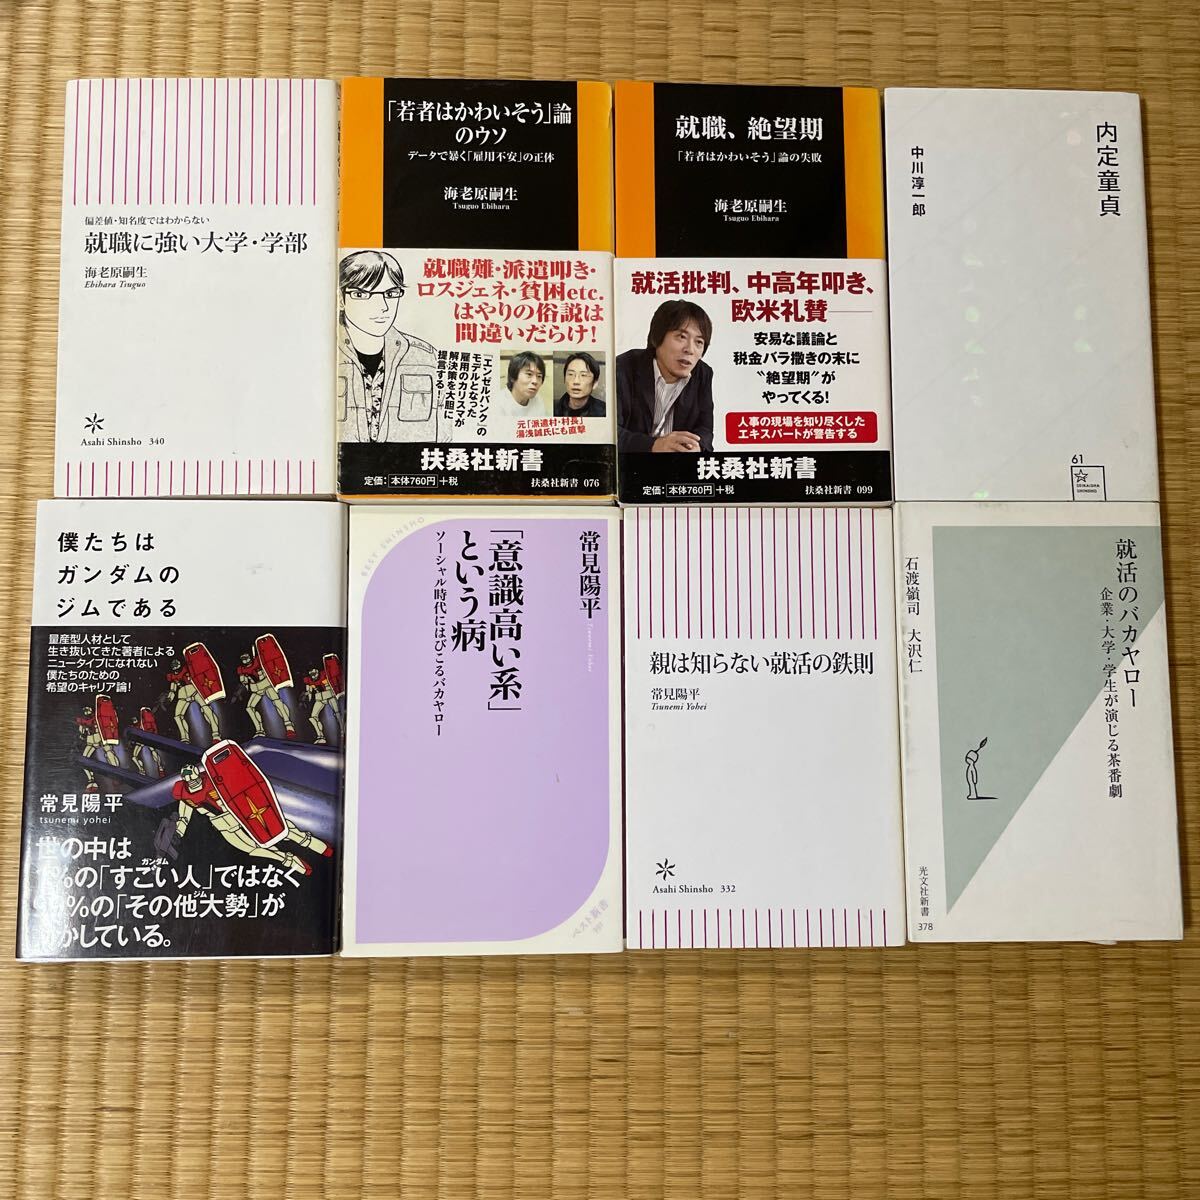 偏差値・知名度ではわからない
就職に強い大学・学部
海老原嗣生
Ebihara Tsuguo
Asahi Shinsho 340
「若者はかわいそう」論
のウソ
データで暴く「雇用不安」の正体
海老原嗣生
Tsuguo Ebihara
就職難・派遣叩き・
ロスジェネ・貧困etc.
はやりの俗説は
間違いだらけ！
『エンゼルバンク』の
モデルとなった
雇用のカリスマが
解決策を大胆に
提言する！
元「派遣村・村長」
湯浅誠氏にも直撃
扶桑社新書
定価：本体760円＋税
扶桑社新書 076
就職、絶望期
「若者はかわいそう」論の失敗
海老原嗣生
Tsuguo Ebihara
就活批判、中高年叩き、
欧米礼賛――
安易な議論と
税金バラ撒きの末に
〝絶望期〟が
やってくる！
人事の現場を知り尽くした
エキスパートが警告する
扶桑社新書
定価：本体760円＋税
扶桑社新書 099
内定童貞
中川淳一郎
61
SEIKAISHA
SHINSHO
僕たちは
ガンダムの
ジムである
量産型人材として
生き抜いてきた著者による
ニュータイプになれない
僕たちのための
希望のキャリア論！
常見陽平
tsunemi yohei
世の中は
%の「すごい人」ではなく
ガンダム
%の「その他大勢」が
ジム
かしている。
BEST SHINSHO
「意識高い系」
という病
ソーシャル時代にはびこるバカヤロー
常見陽平
Tsunemi Yohei
ベスト新書
親は知らない就活の鉄則
常見陽平
Tsunemi Yohei
Asahi Shinsho 332
就活のバカヤロー
企業・大学・学生が演じる茶番劇
石渡嶺司 大沢仁
光文社新書
378